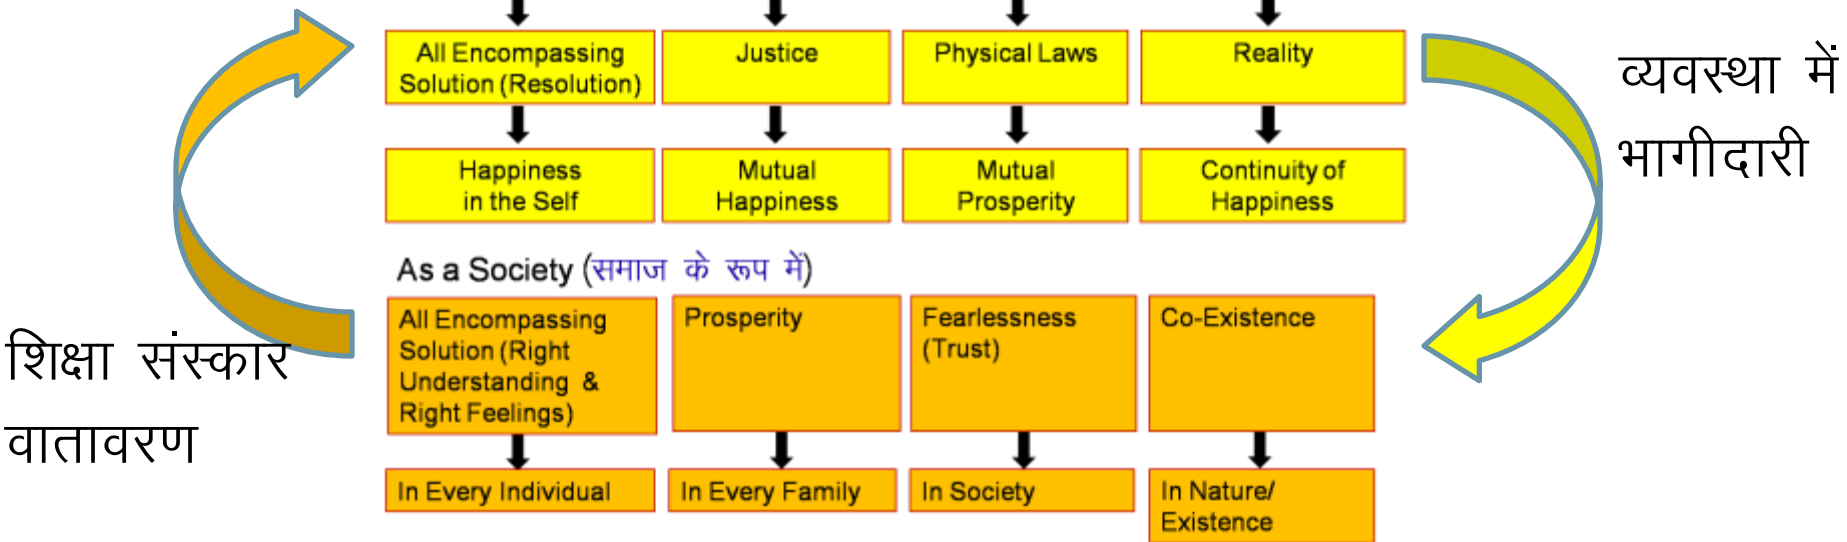 All Encompassing
Solution (Resolution)
Justice
Physical Laws
Reality
व्यवस्था में
भागीदारी
Happiness
in the Self
Mutual
Happiness
Mutual
Prosperity
Continuity of
Happiness
As a Society (समाज के रूप में)
All Encompassing
Solution (Right
Understanding &
Right Feelings)
Prosperity
Fearlessness
(Trust)
Co-Existence
शिक्षा संस्कार
वातावरण
In Every Individual
In Every Family
In Society
In Nature/
Existence